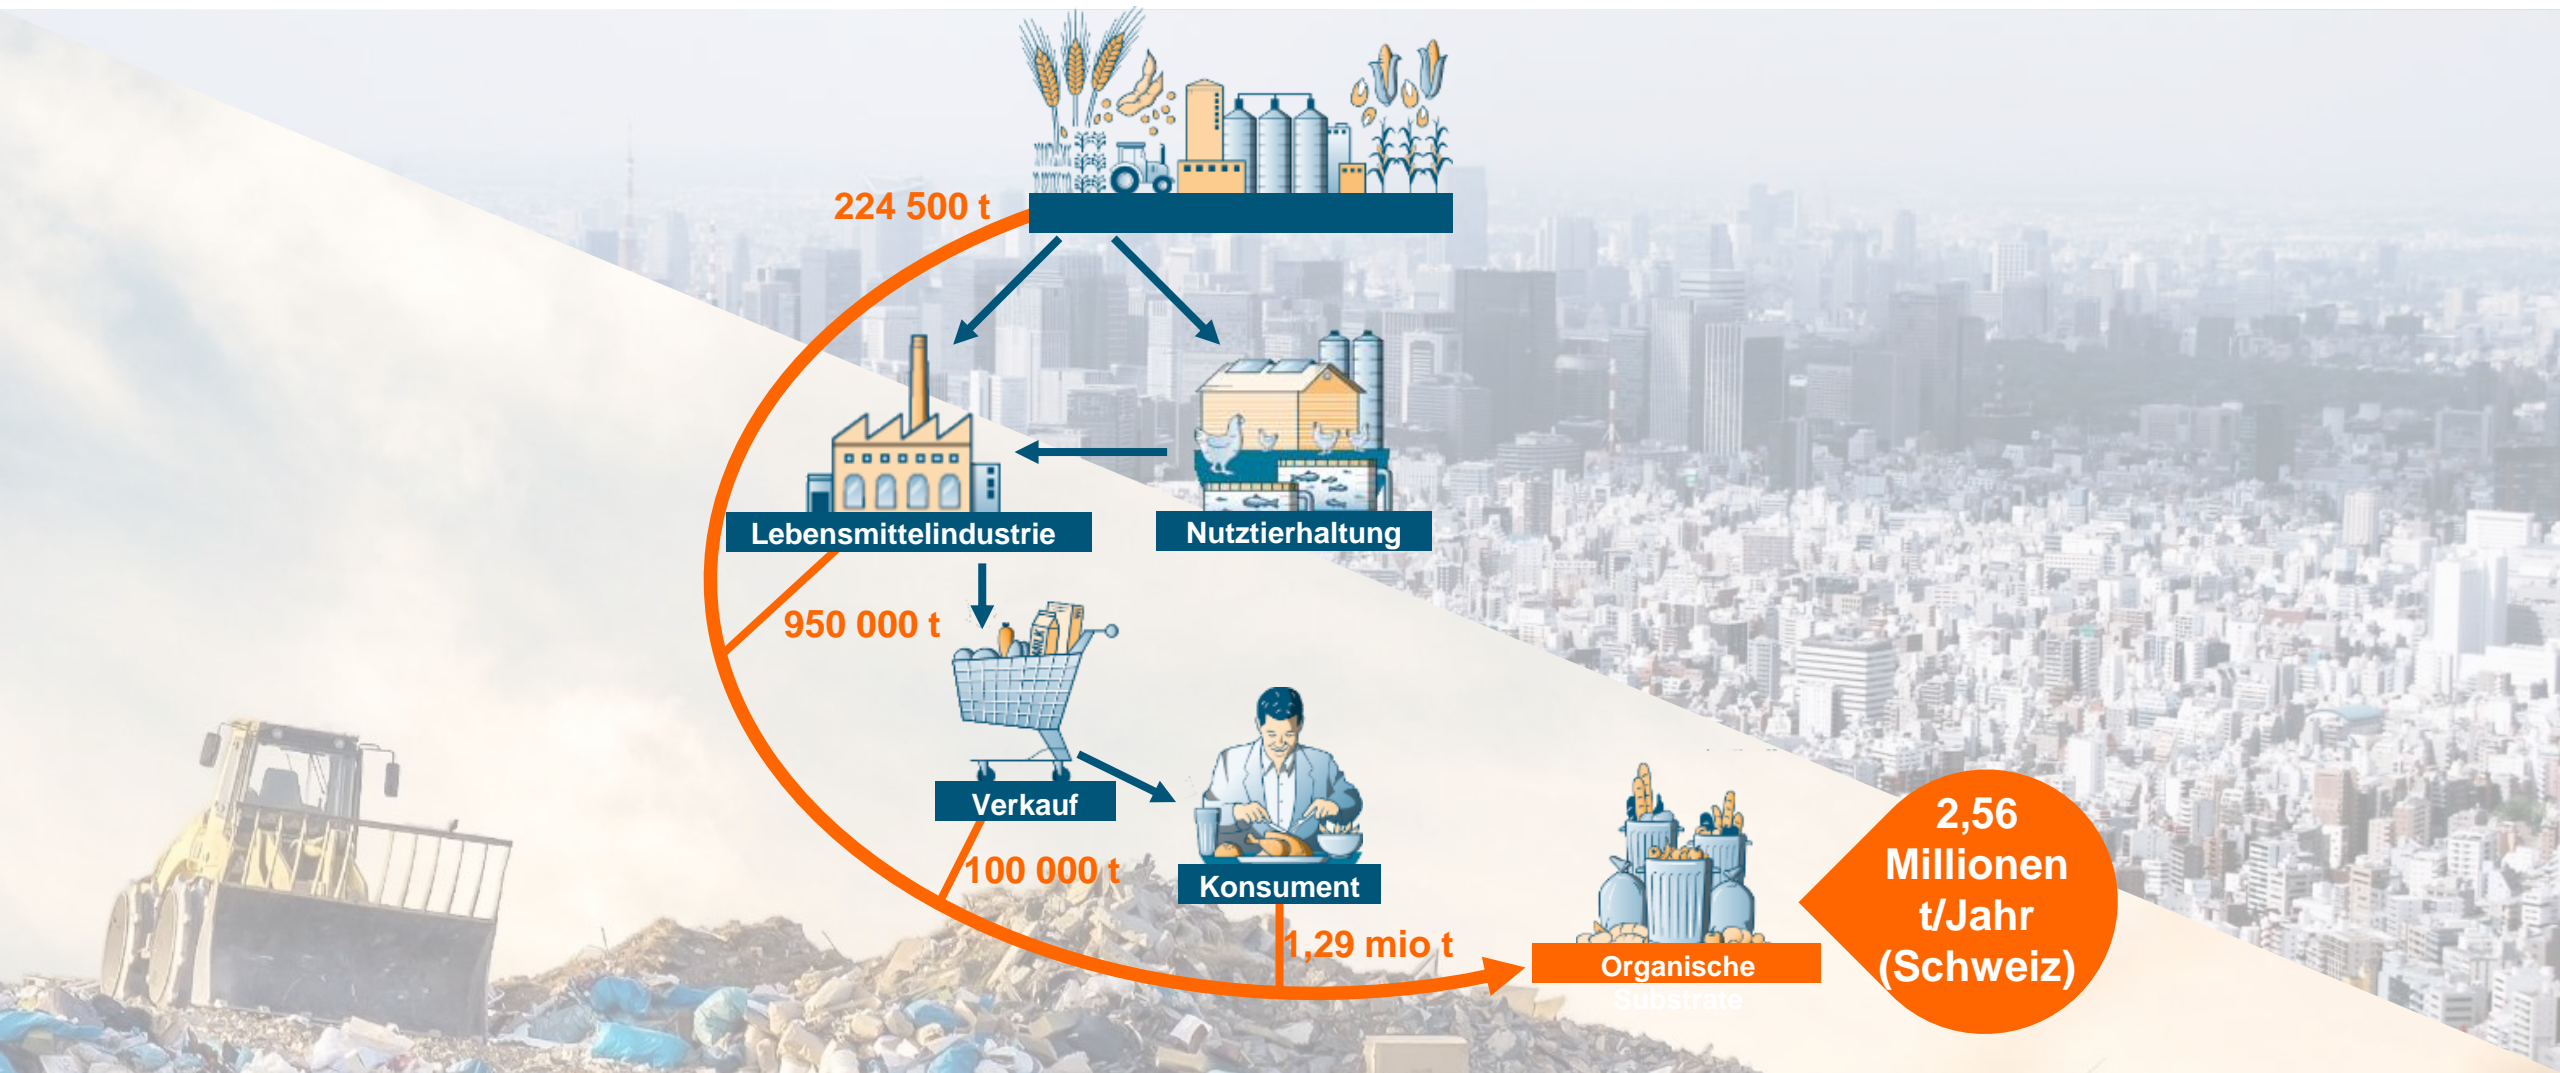 224 500 t
Lebensmittelindustrie
Nutztierhaltung
950 000 t
Verkauf
100 000 t
Konsument
1,29 mio t
Organische
Substrate
2,56
Millionen
t/Jahr
(Schweiz)